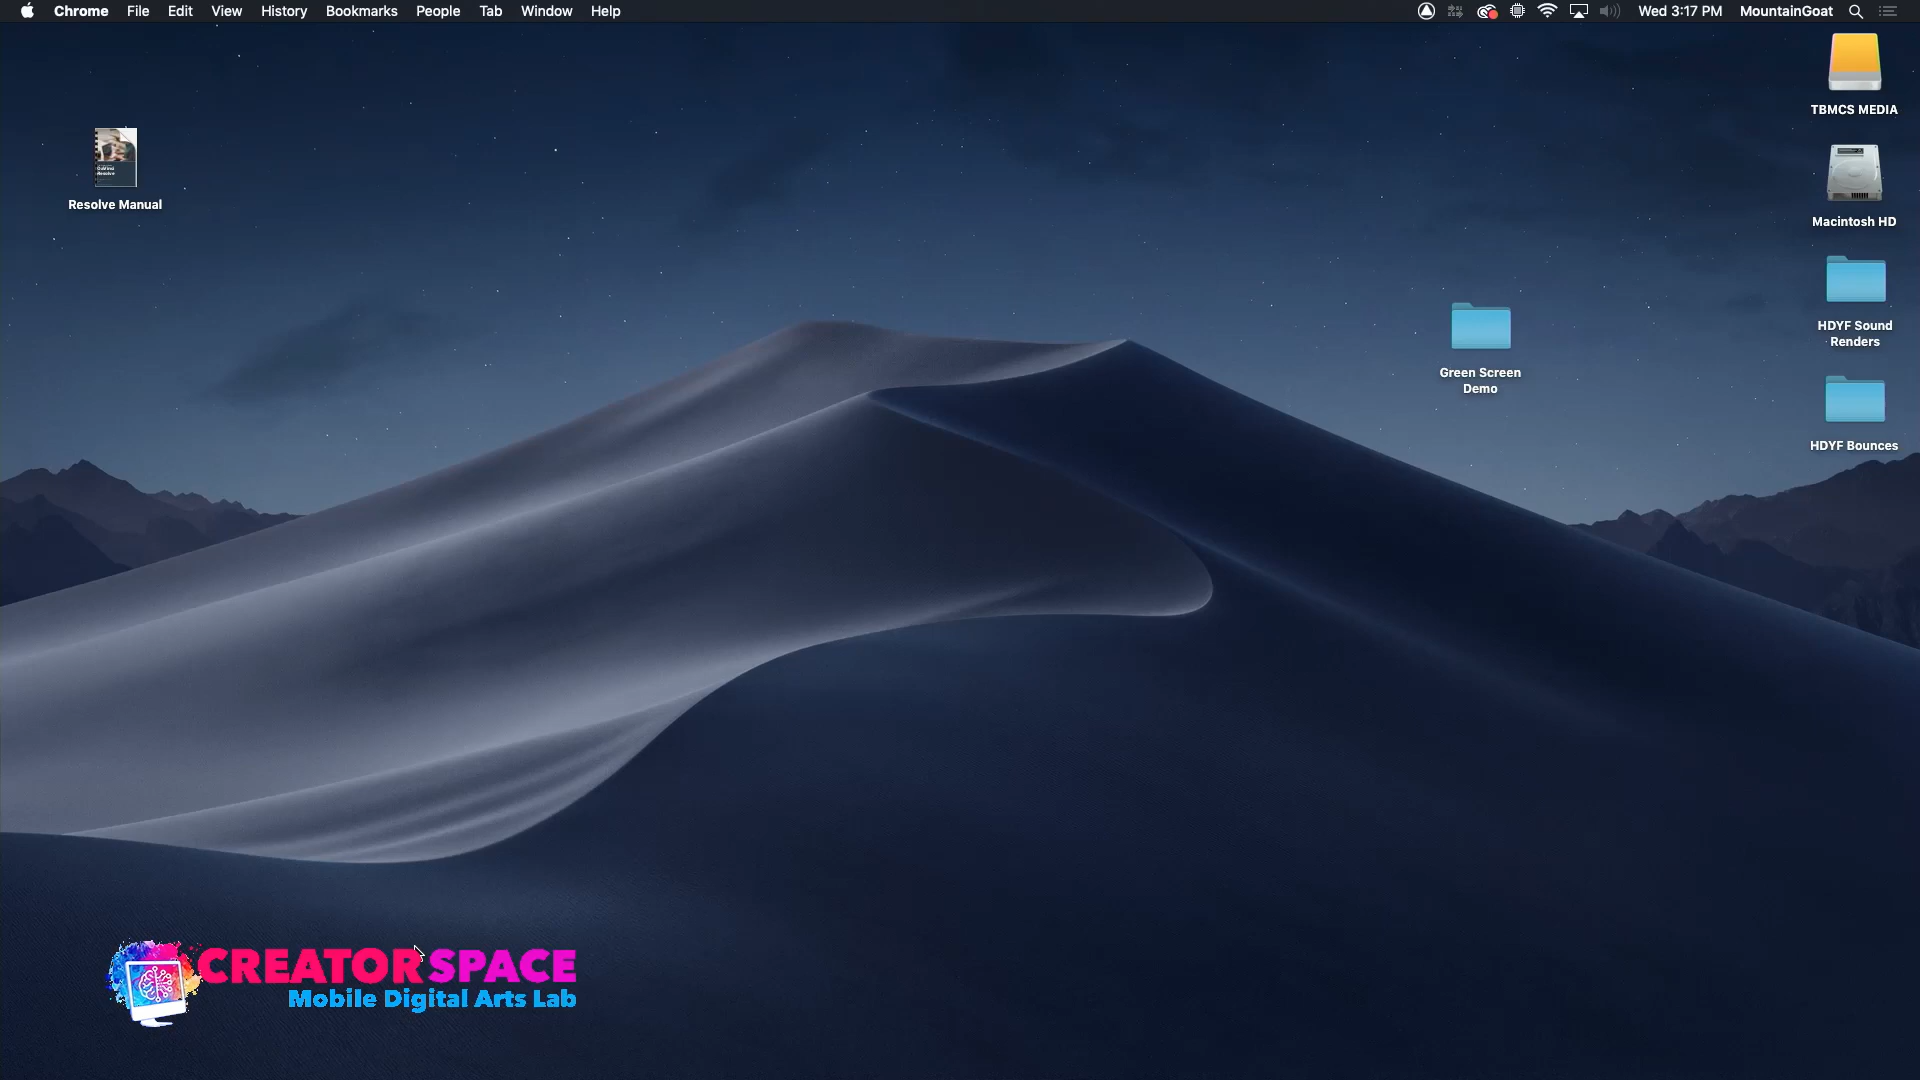 Chrome File Edit View History Bookmarks People Tab Window Help
Wed 3:17 PM MountainGoat
TBMCS MEDIA
Resolve Manual
Macintosh HD
HDYF Sound
Renders
Green Screen
Demo
HDYF Bounces
CREATORSPACE
Mobile Digital Arts Lab